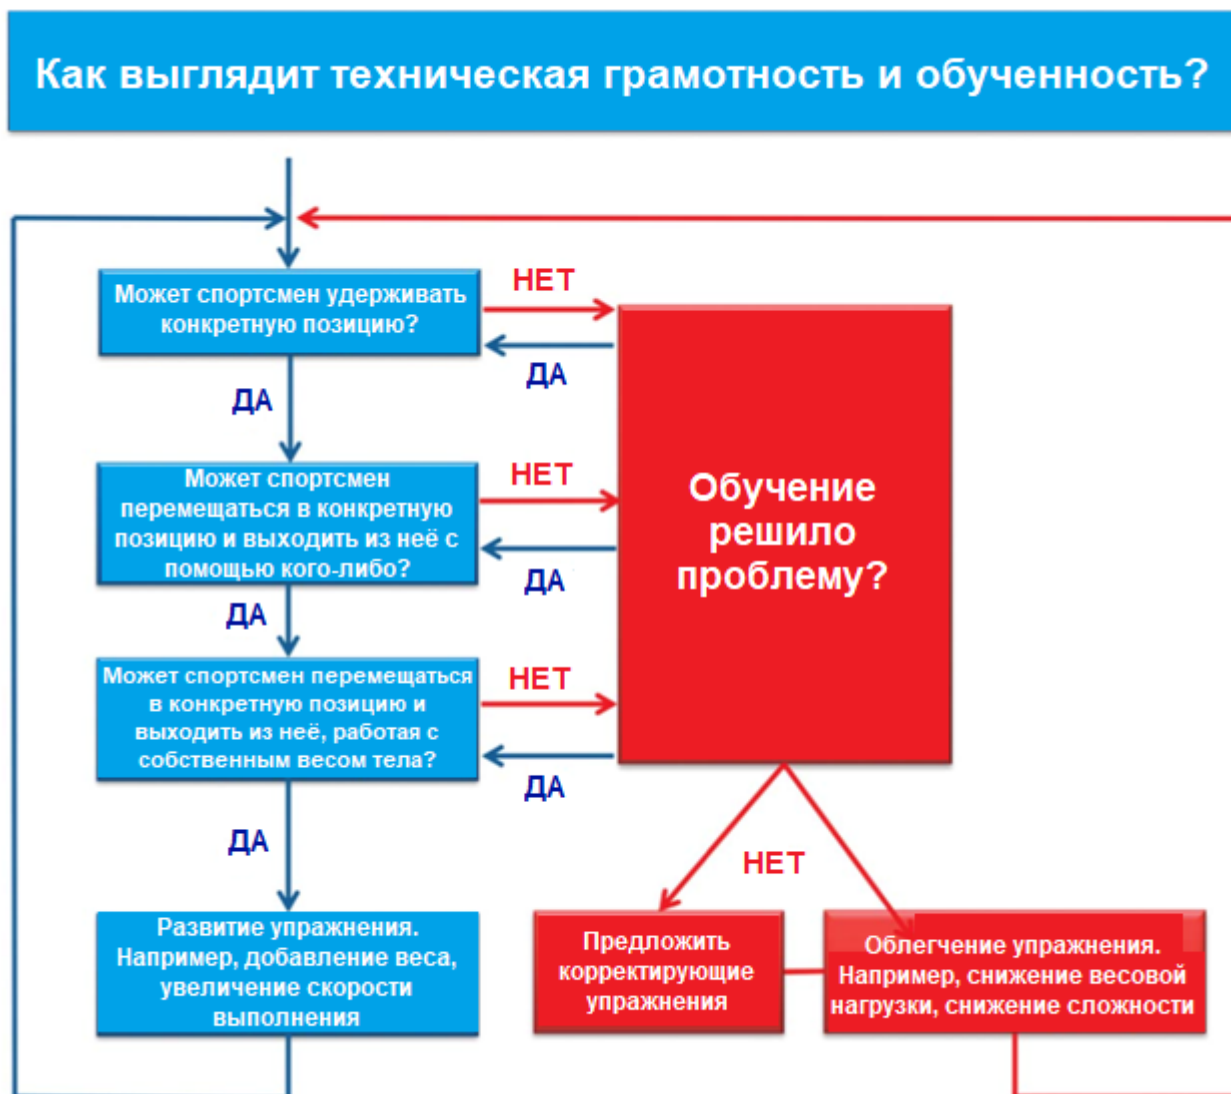 Как выглядит техническая грамотность и обученность?
Может спортсмен удерживать
конкретную позицию?
НЕТ
ДА
ДА
Может спортсмен
перемещаться в конкретную
позицию и выходить из неё с
помощью кого-либо?
НЕТ
ДА
ДА
Может спортсмен перемещаться
в конкретную позицию и
выходить из неё, работая с
собственным весом тела?
НЕТ
ДА
ДА
Обучение
решило
проблему?
НЕТ
Развитие упражнения.
Например, добавление веса,
увеличение скорости
выполнения
Предложить
корректирующие
упражнения
Облегчение упражнения.
Например, снижение весовой
нагрузки, снижение сложности